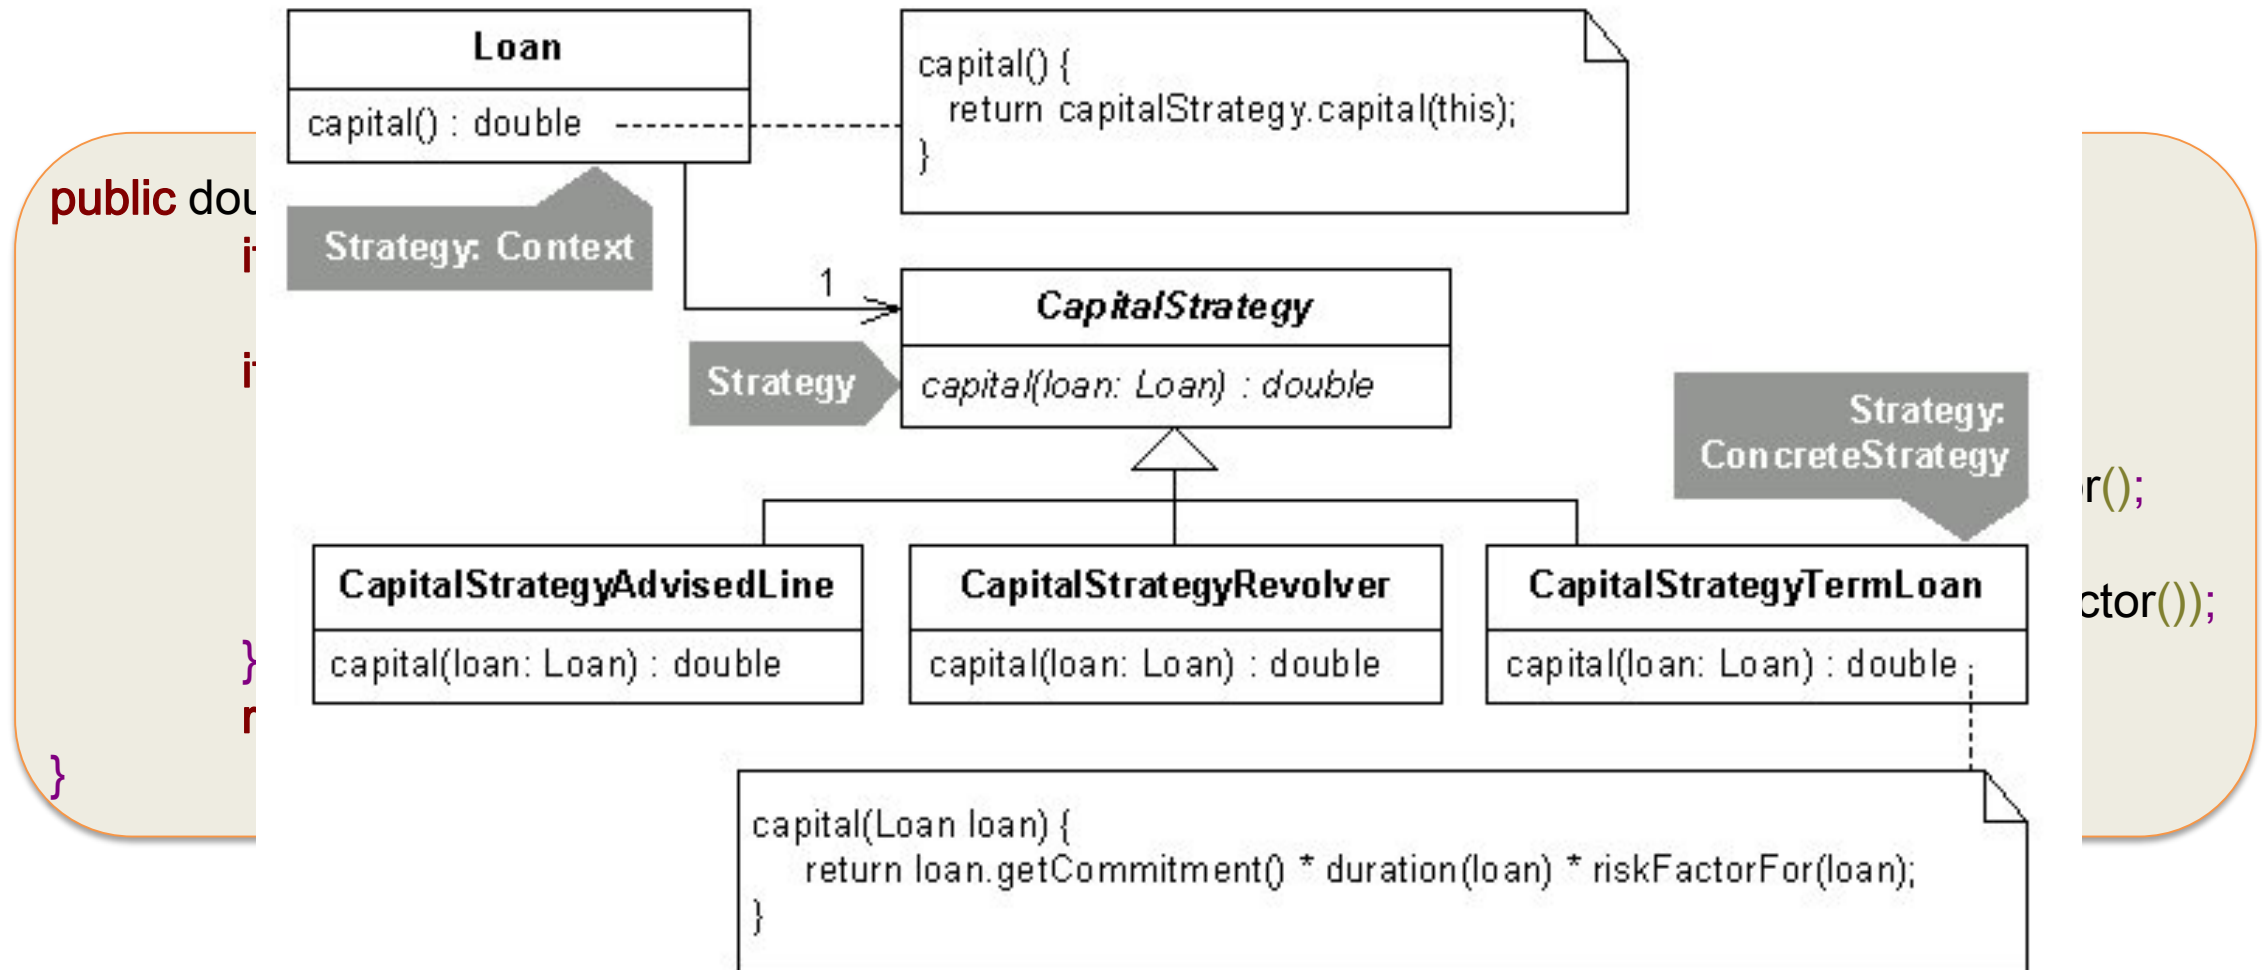 Loan
capital() : double
capital() {
return capitalStrategy.capital(this);
}
public
Strategy: Context
1
CapitalStrategy
Strategy
capital(loan: Loan) : double
Strategy:
ConcreteStrategy
();
CapitalStrategyAdvisedLine
CapitalStrategyRevolver
CapitalStrategyTermLoan
());
capital(loan: Loan) : double
capital(loan: Loan) : double
capital(loan: Loan) : double
}
}
capital(Loan loan) {
return loan.getCommitment() * duration(loan) * riskFactorFor(loan);
}